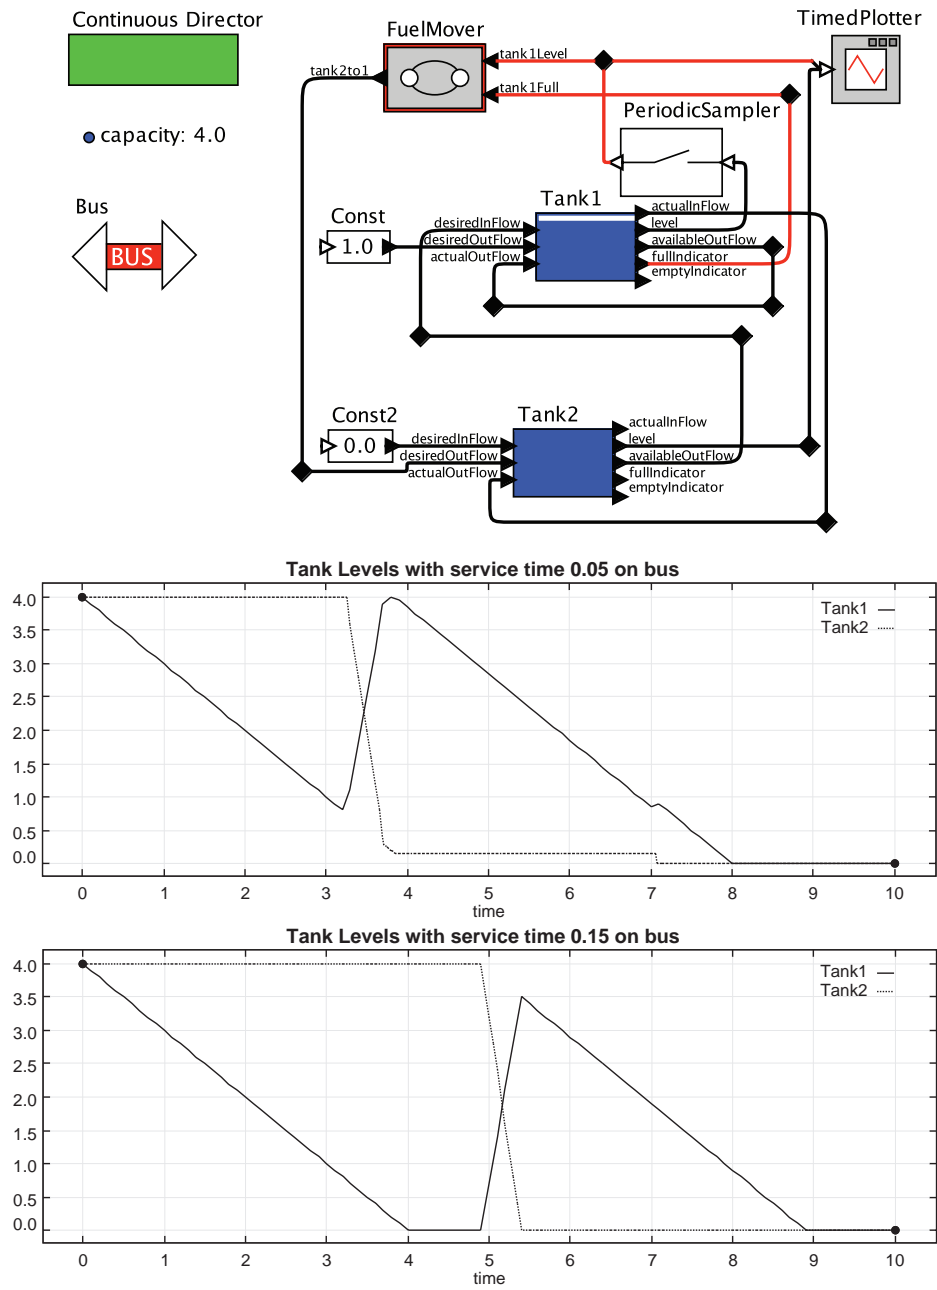 Continuous Director
TimedPlotter
FuelMover
tank1Level
tank2to1
tank1Full
PeriodicSampler
capacity: 4.0
Bus
BUS
Tank1
Const
1.0
desiredInFlow
desiredOutFlow
actualOutFlow
actualInFlow
level
availableOutFlow
fullIndicator
emptyIndicator
Tank2
Const2
0.0
desiredInFlow
desiredOutFlow
actualOutFlow
actualInFlow
level
availableOutFlow
fullIndicator
emptyIndicator
Tank Levels with service time 0.05 on bus
4.0
3.5
3.0
2.5
2.0
1.5
1.0
0.5
0.0
Tank1
Tank2
0 1 2 3 4 5 6 7 8 9 10
time
Tank Levels with service time 0.15 on bus
4.0
3.5
3.0
2.5
2.0
1.5
1.0
0.5
0.0
Tank1
Tank2
0 1 2 3 4 5 6 7 8 9 10
time